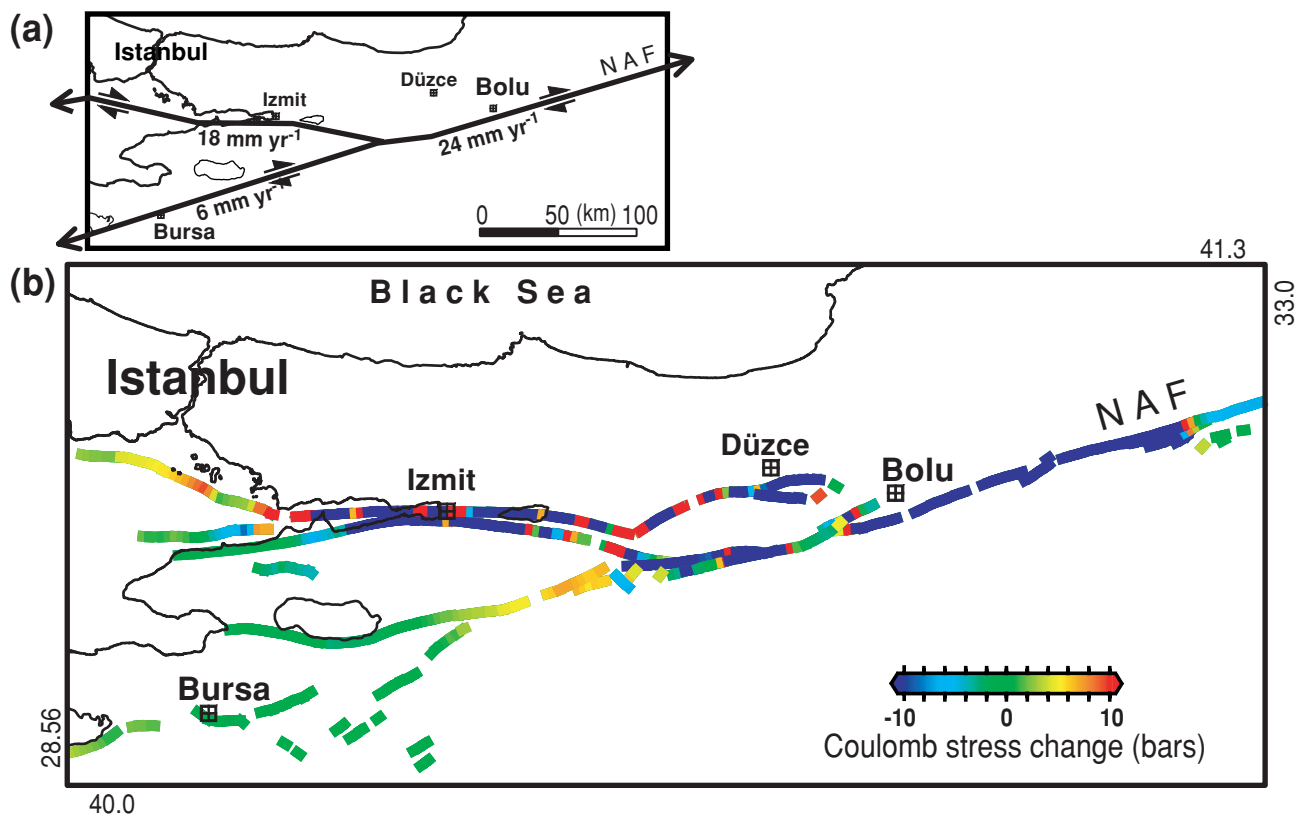 (a)
Istanbul
Izmit
Düzce
Bolu
N A F
18 mm yr-1
24 mm yr-1
6 mm yr-1
Bursa
0 50 (km) 100
41.3
(b)
Black Sea
33.0
Istanbul
N A F
Düzce
Izmit
Bolu
Bursa
28.56
-10 0 10
Coulomb stress change (bars)
40.0